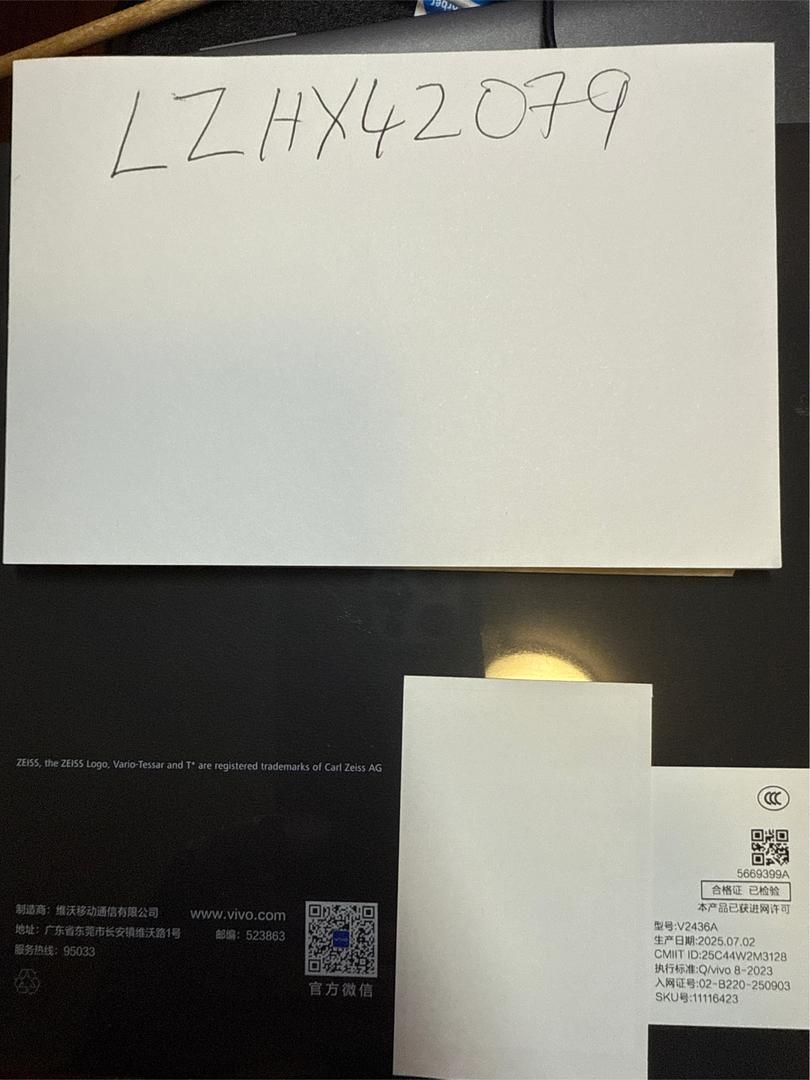 LZHX42079
ZEISS, the ZEISS Logo, Vario-Tessar and T* are registered trademarks of Carl Zeiss AG
制造商：维沃移动通信有限公司
地址：广东省东莞市长安镇维沃路1号
服务热线：95033
www.vivo.com
邮编：523863
vivo
官方微信
CCC
5669399A
合格证 已检验
本产品已获进网许可
型号:V2436A
生产日期:2025.07.02
CMIIT ID:25C44W2M3128
执行标准:Q/vivo 8-2023
入网证号:02-B220-250903
SKU号:11116423